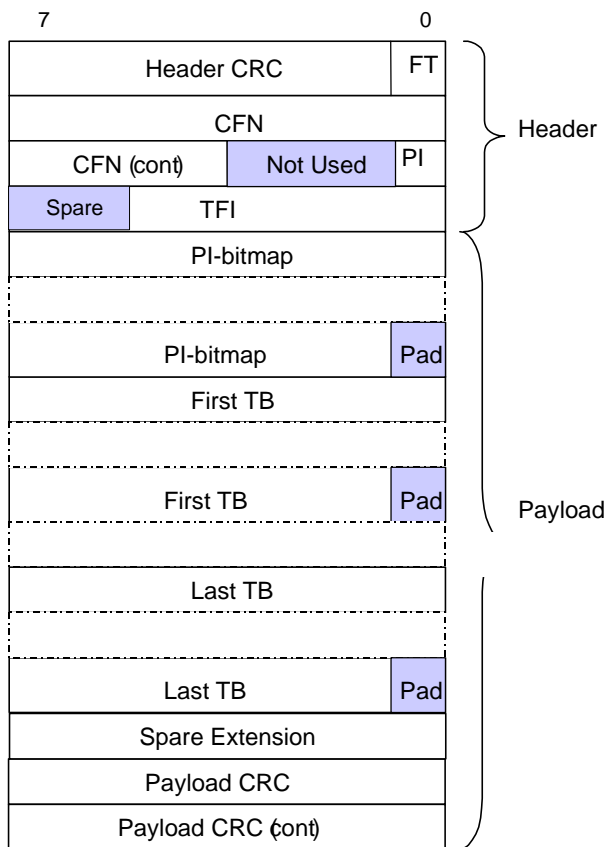 7 0
Header CRC FT
CFN
Header
CFN (cont) Not Used PI
Spare TFI
PI-bitmap
PI-bitmap Pad
First TB
First TB Pad
Payload
Last TB
Last TB Pad
Spare Extension
Payload CRC
Payload CRC (cont)